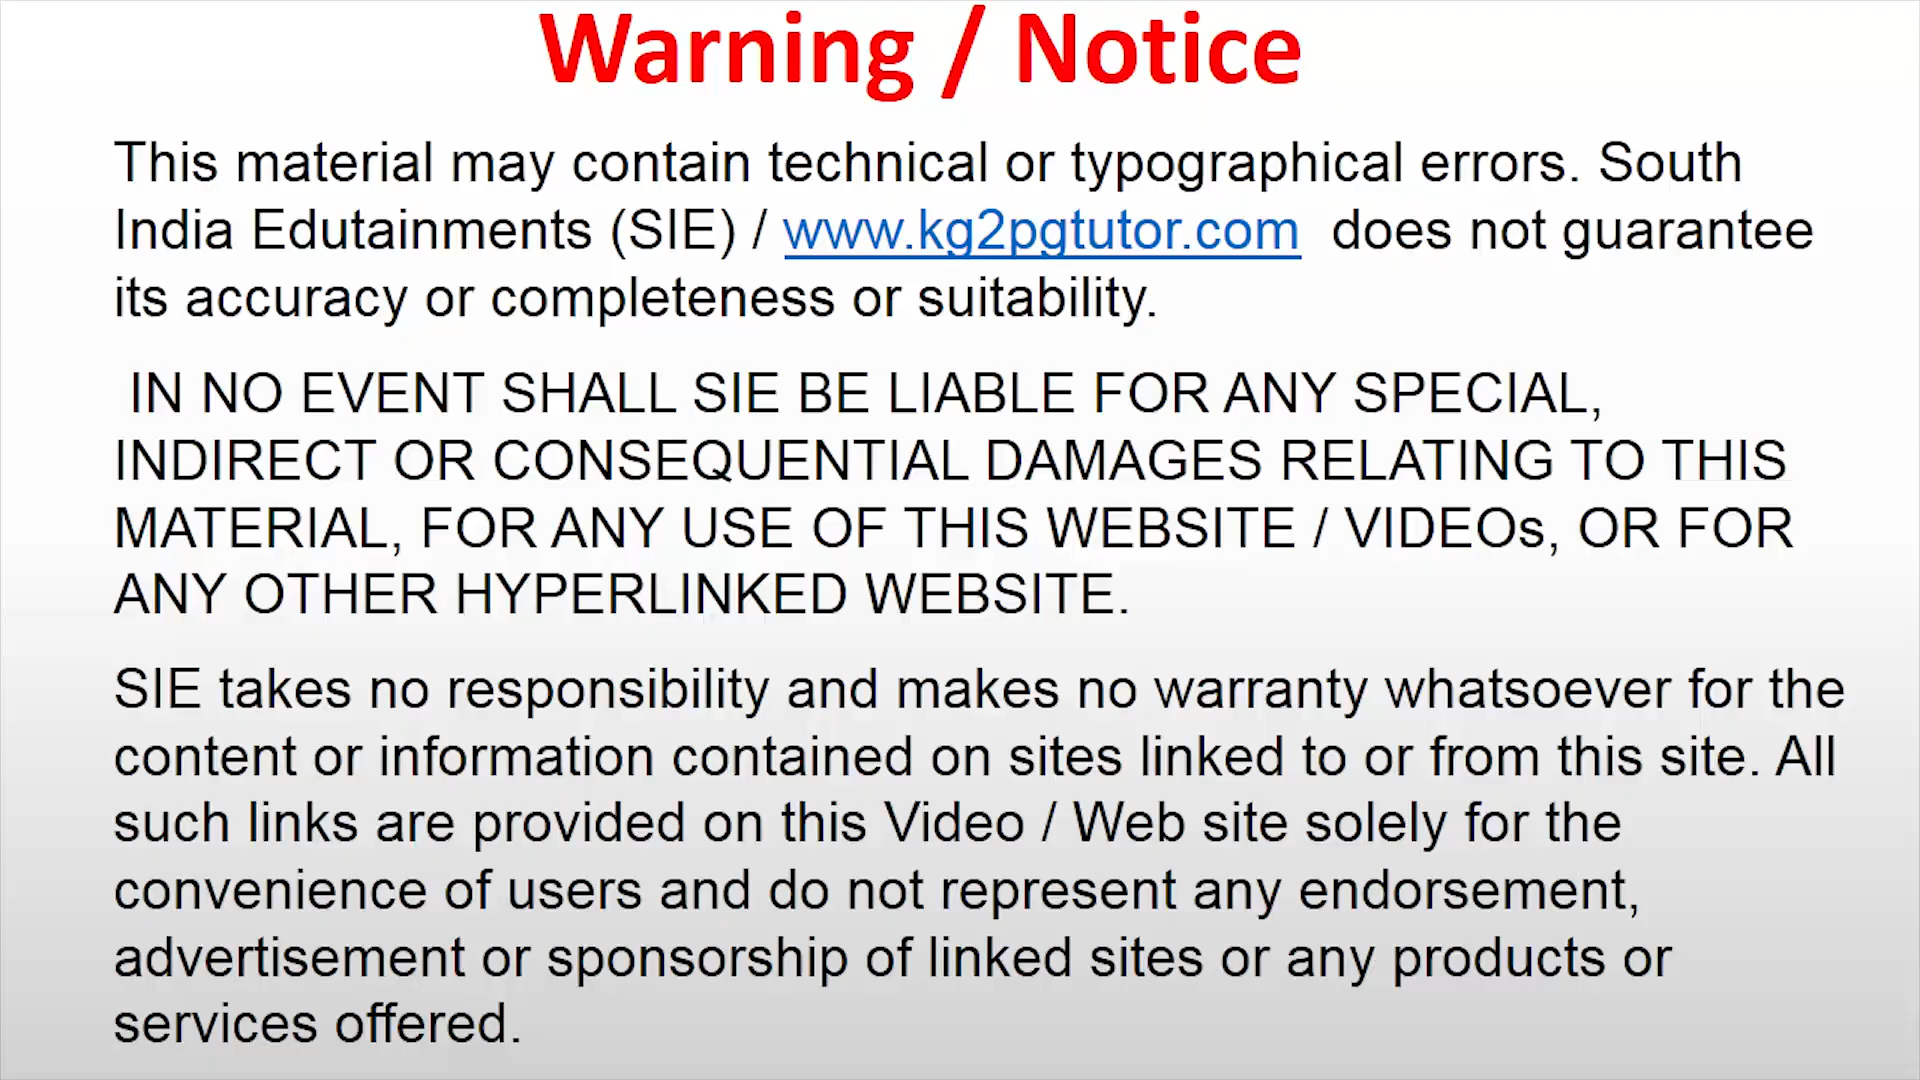 Warning / Notice
This material may contain technical or typographical errors. South
India Edutainments (SIE) / www.kg2pgtutor.com does not guarantee
its accuracy or completeness or suitability.
IN NO EVENT SHALL SIE BE LIABLE FOR ANY SPECIAL,
INDIRECT OR CONSEQUENTIAL DAMAGES RELATING TO THIS
MATERIAL, FOR ANY USE OF THIS WEBSITE / VIDEOs, OR FOR
ANY OTHER HYPERLINKED WEBSITE.
SIE takes no responsibility and makes no warranty whatsoever for the
content or information contained on sites linked to or from this site. All
such links are provided on this Video / Web site solely for the
convenience of users and do not represent any endorsement,
advertisement or sponsorship of linked sites or any products or
services offered.